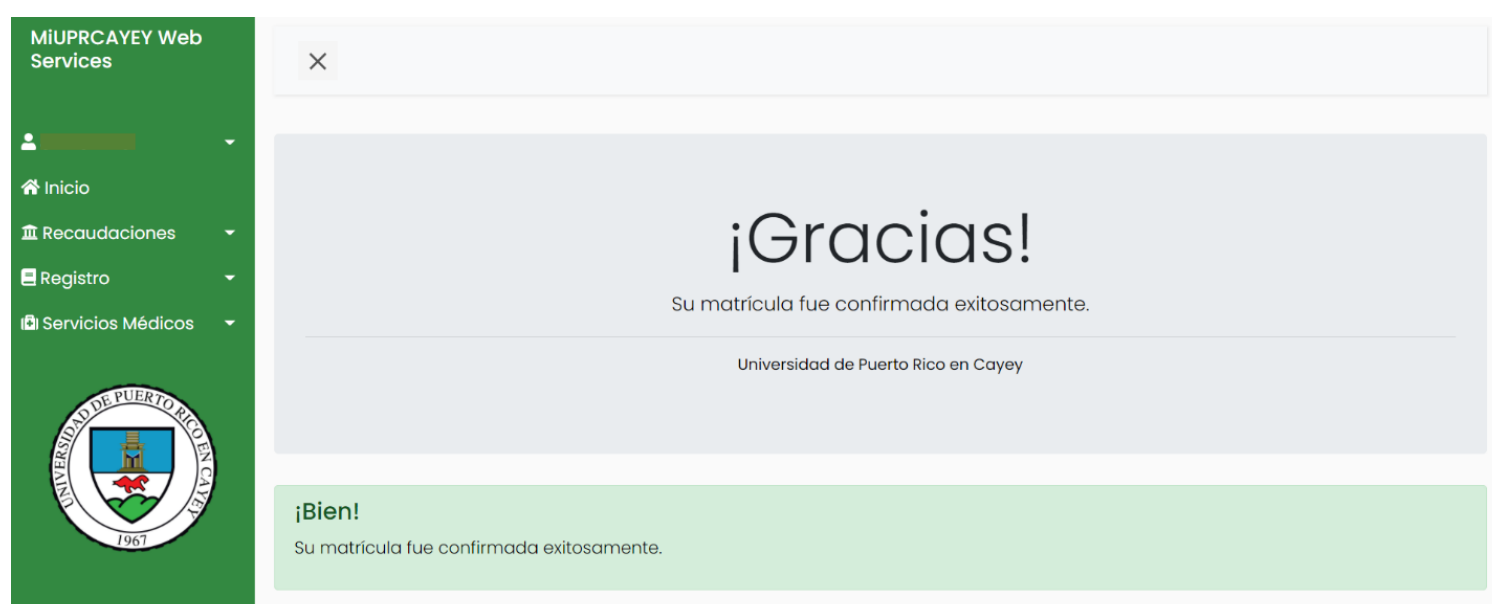 MiUPRCAYEY Web
Services
Inicio
Recaudaciones
Registro
Servicios Médicos
UNIVERSIDAD DE PUERTO RICO EN CAYEY
1967
¡Gracias!
Su matrícula fue confirmada exitosamente.
Universidad de Puerto Rico en Cayey
¡Bien!
Su matrícula fue confirmada exitosamente.